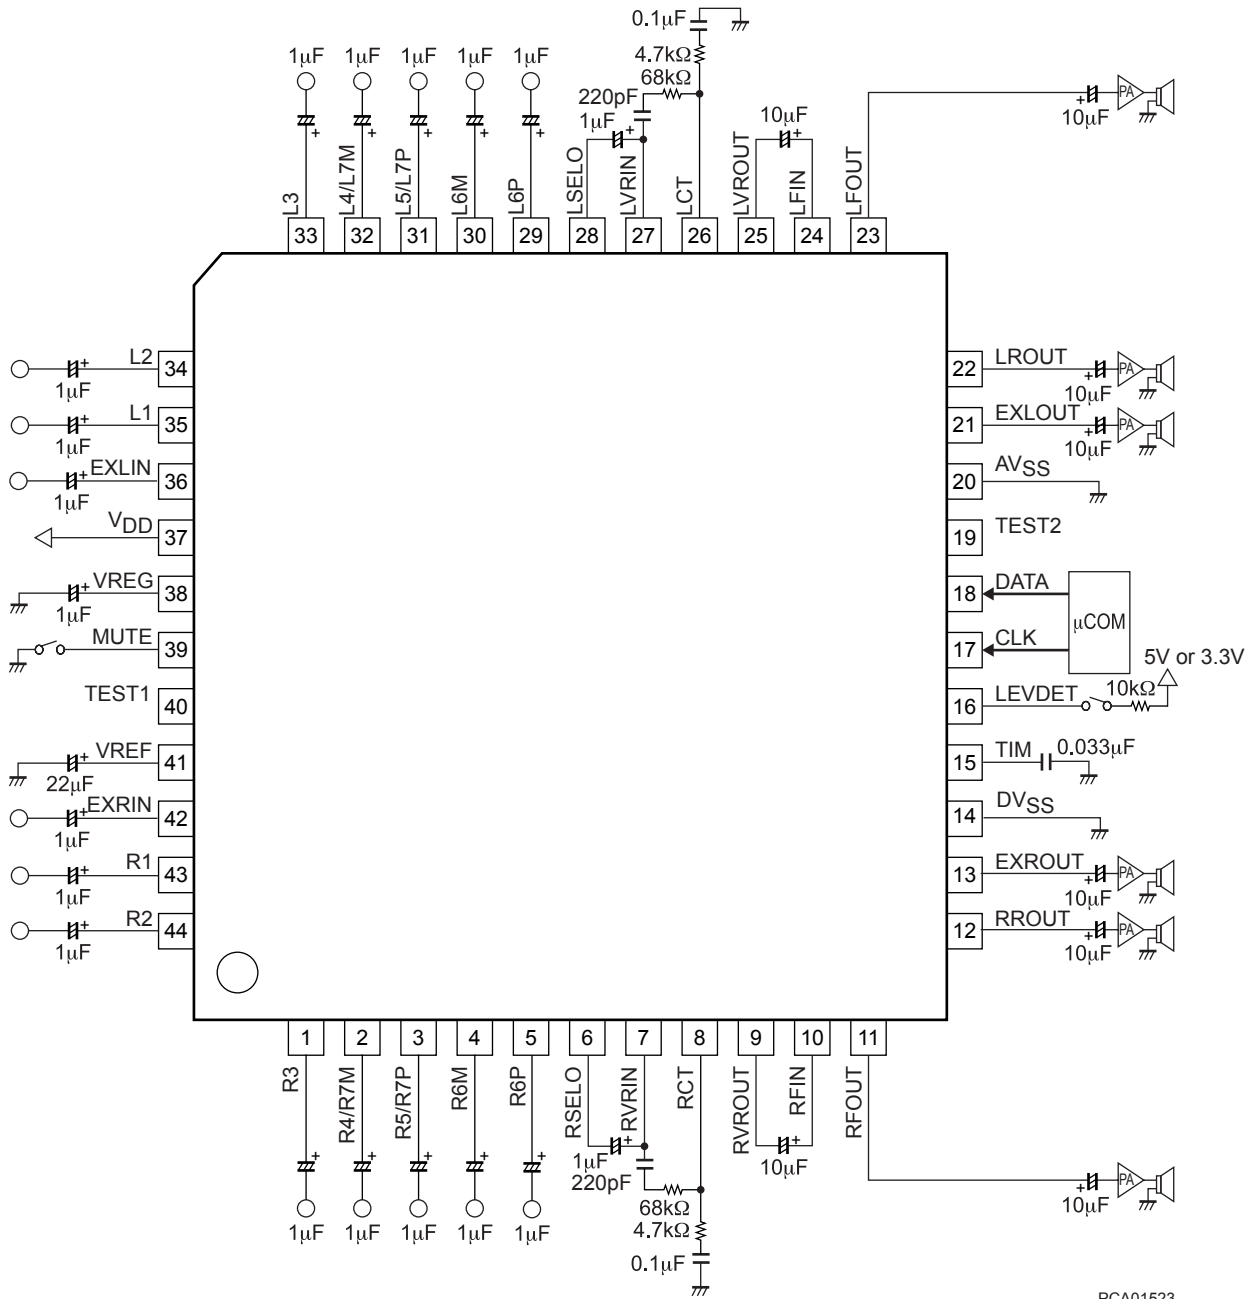 0.1µF
4.7kΩ
68kΩ
1µF 1µF 1µF 1µF 1µF
220pF
1µF
10µF
PA
10µF
L3
L4/L7M
L5/L7P
L6M
L6P
LSELO
LVRIN
LCT
LVROUT
LFIN
LFOUT
33 32 31 30 29 28 27 26 25 24 23
L2 34
1µF
L1 35
1µF
EXLIN 36
1µF
VDD 37
VREG 38
1µF
MUTE 39
TEST1 40
VREF 41
22µF
EXRIN 42
1µF
R1 43
1µF
R2 44
1µF
22 LROUT PA
10µF
21 EXLOUT PA
10µF
20 AVSS
19 TEST2
18 DATA
µCOM
17 CLK
5V or 3.3V
16 LEVDET 10kΩ
15 TIM 0.033µF
14 DVSS
13 EXROUT PA
10µF
12 RROUT PA
10µF
1 2 3 4 5 6 7 8 9 10 11
R3
R4/R7M
R5/R7P
R6M
R6P
RSELO
RVRIN
RCT
RVROUT
RFIN
RFOUT
1µF
220pF
10µF
68kΩ
4.7kΩ
0.1µF
1µF 1µF 1µF 1µF 1µF
PA
10µF
PCA01523